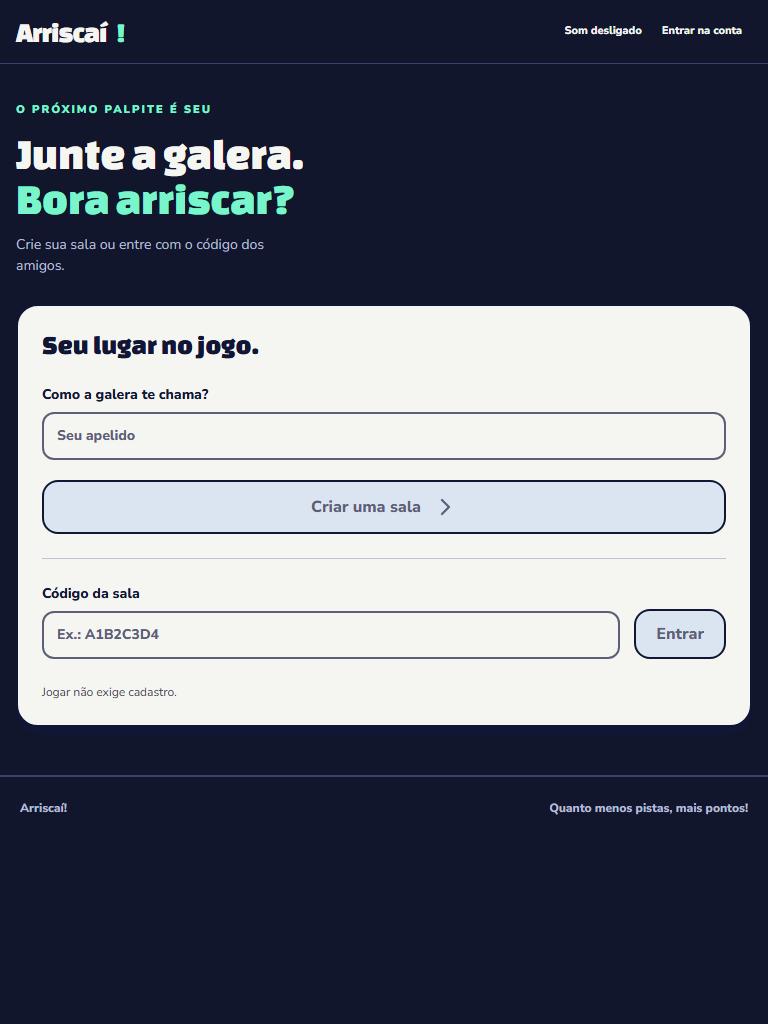 Arriscaí !
Som desligado
Entrar na conta
O PRÓXIMO PALPITE É SEU
Junte a galera.
Bora arriscar?
Crie sua sala ou entre com o código dos
amigos.
Seu lugar no jogo.
Como a galera te chama?
Seu apelido
Criar uma sala
Código da sala
Ex.: A1B2C3D4
Entrar
Jogar não exige cadastro.
Arriscaí!
Quanto menos pistas, mais pontos!